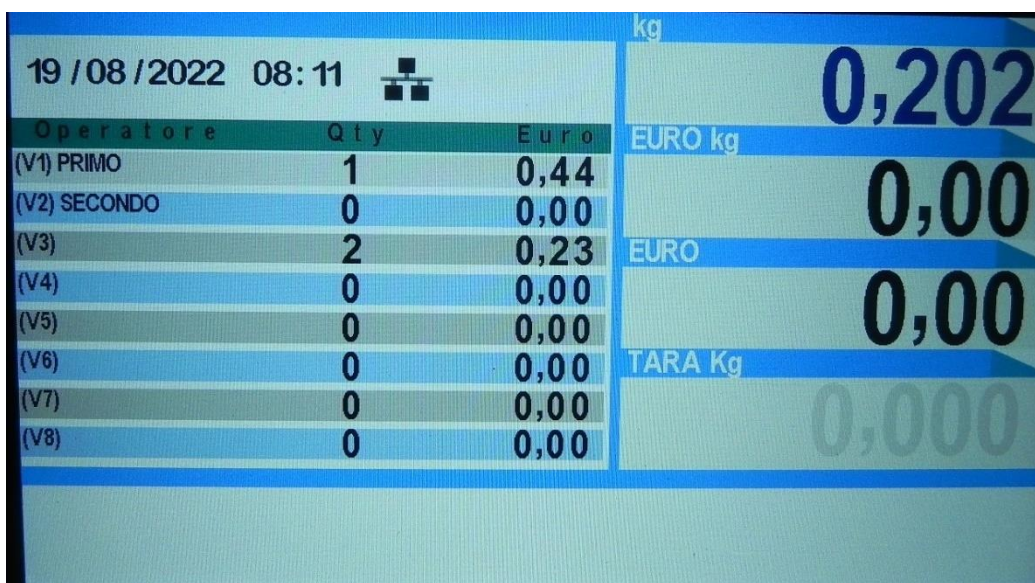 19/08/2022 08:11
Operatore Qty Euro
(V1) PRIMO 1 0,44
(V2) SECONDO 0 0,00
(V3) 2 0,23
(V4) 0 0,00
(V5) 0 0,00
(V6) 0 0,00
(V7) 0 0,00
(V8) 0 0,00
kg
0,202
EURO kg
0,00
EURO
0,00
TARA Kg
0,000